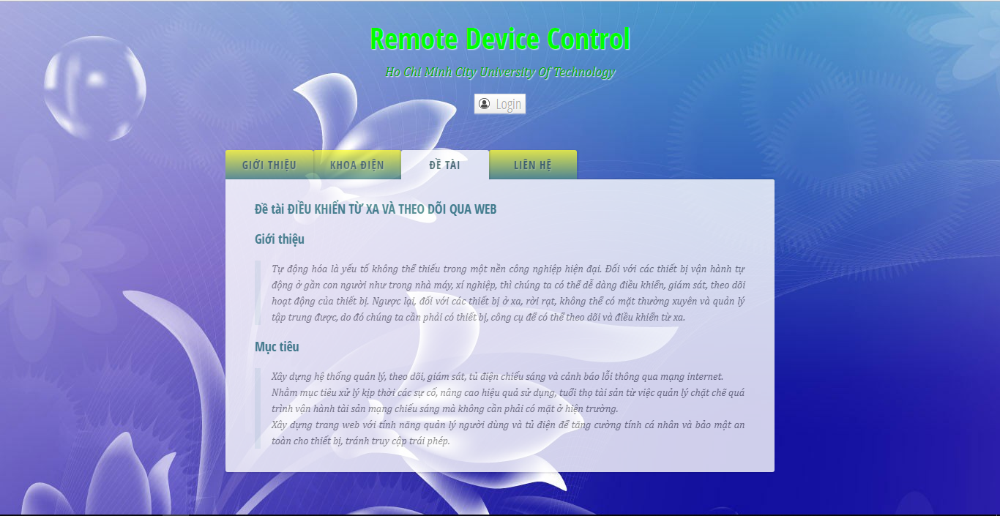 Remote Device Control
Ho Chi Minh City University Of Technology
Login
GIỚI THIỆU
KHOA ĐIỆN
ĐỀ TÀI
LIÊN HỆ
Đề tài ĐIỀU KHIỂN TỪ XA VÀ THEO DÕI QUA WEB
Giới thiệu
Tự động hóa là yếu tố không thể thiếu trong một nền công nghiệp hiện đại. Đối với các thiết bị vận hành tự
động ở gần con người như trong nhà máy, xí nghiệp, thì chúng ta có thể dễ dàng điều khiển, giám sát, theo dõi
hoạt động của thiết bị. Ngược lại, đối với các thiết bị ở xa, rời rạt, không thể có mặt thường xuyên và quản lý
tập trung được, do đó chúng ta cần phải có thiết bị, công cụ để có thể theo dõi và điều khiển từ xa.
Mục tiêu
Xây dựng hệ thống quản lý, theo dõi, giám sát, tủ điện chiếu sáng và cảnh báo lỗi thông qua mạng internet.
Nhằm mục tiêu xử lý kịp thời các sự cố, nâng cao hiệu quả sử dụng, tuổi thọ tài sản từ việc quản lý chặt chẽ quá
trình vận hành tài sản mạng chiếu sáng mà không cần phải có mặt ở hiện trường.
Xây dựng trang web với tính năng quản lý người dùng và tủ điện để tăng cường tính cá nhân và bảo mật an
toàn cho thiết bị, tránh truy cập trái phép.